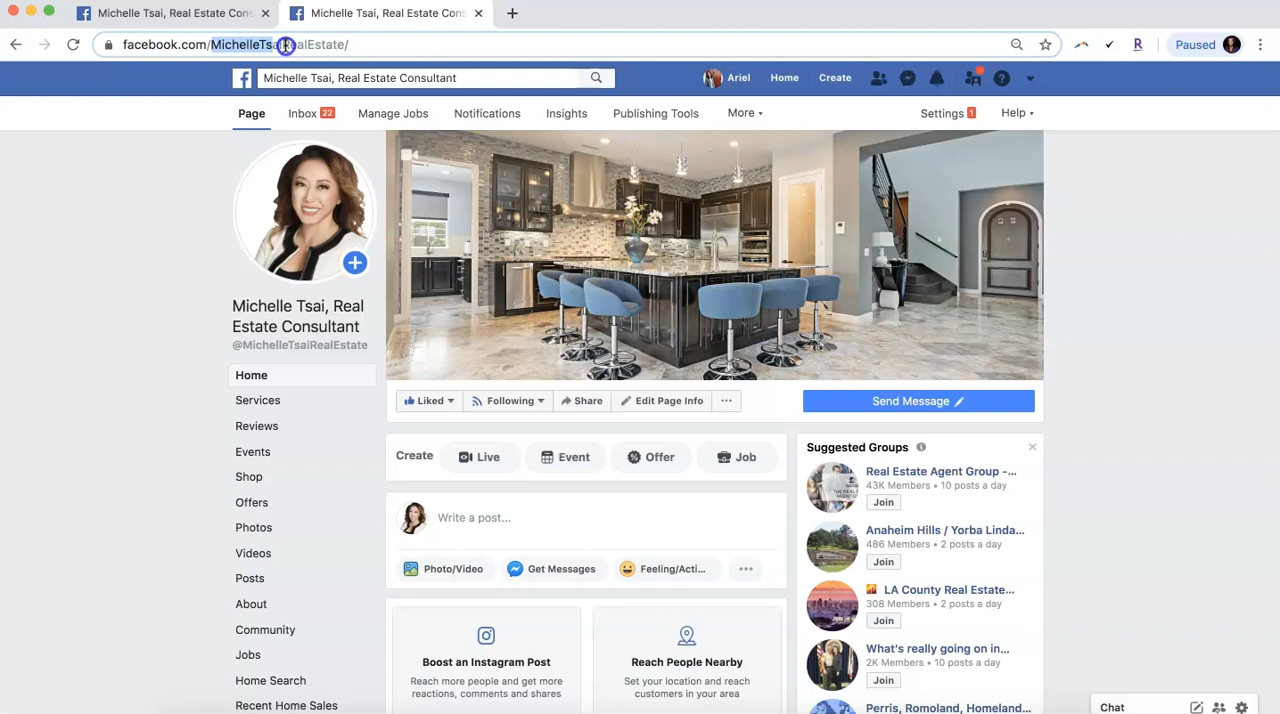 Michelle Tsai, Real Estate Cons
Michelle Tsai, Real Estate Cons
facebook.com/MichelleTsaiRealEstate/
R
Paused
Michelle Tsai, Real Estate Consultant
Ariel
Home
Create
Page
Inbox 22
Manage Jobs
Notifications
Insights
Publishing Tools
More
Settings 1
Help
Michelle Tsai, Real
Estate Consultant
@MichelleTsaiRealEstate
Home
Services
Reviews
Events
Shop
Offers
Photos
Videos
Posts
About
Community
Jobs
Home Search
Recent Home Sales
Liked
Following
Share
Edit Page Info
Send Message
Create
Live
Event
Offer
Job
Write a post...
Photo/Video
Get Messages
Feeling/Acti...
Boost an Instagram Post
Reach more people and get more
reactions, comments and shares
Reach People Nearby
Set your location and reach
customers in your area
Suggested Groups
Real Estate Agent Group -...
43K Members • 10 posts a day
Join
Anaheim Hills / Yorba Linda...
486 Members • 2 posts a day
Join
LA County Real Estate...
308 Members • 2 posts a day
Join
What's really going on in...
2K Members • 10 posts a day
Join
Perris, Romoland, Homeland...
Chat